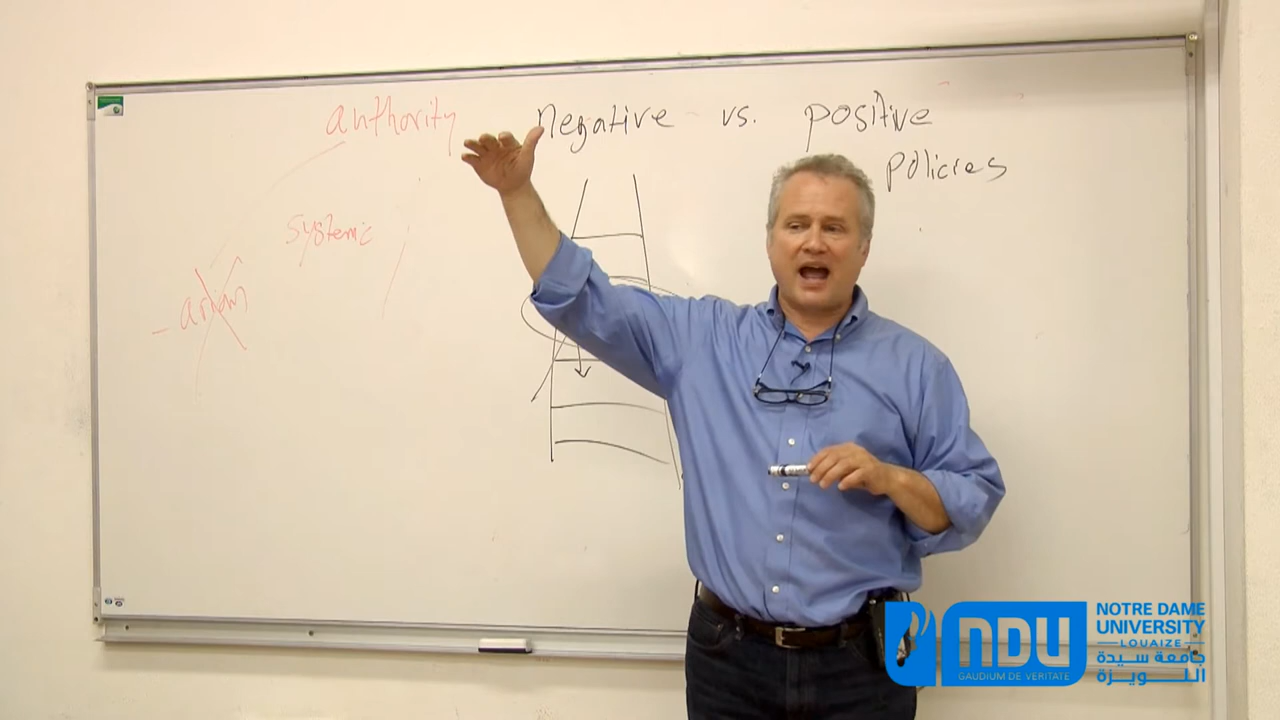 authority negative vs. positive
policies
systemic
NDU
GAUDIUM DE VERITATE
NOTRE DAME
UNIVERSITY
LOUAIZE
جامعة سيدة
اللويزة